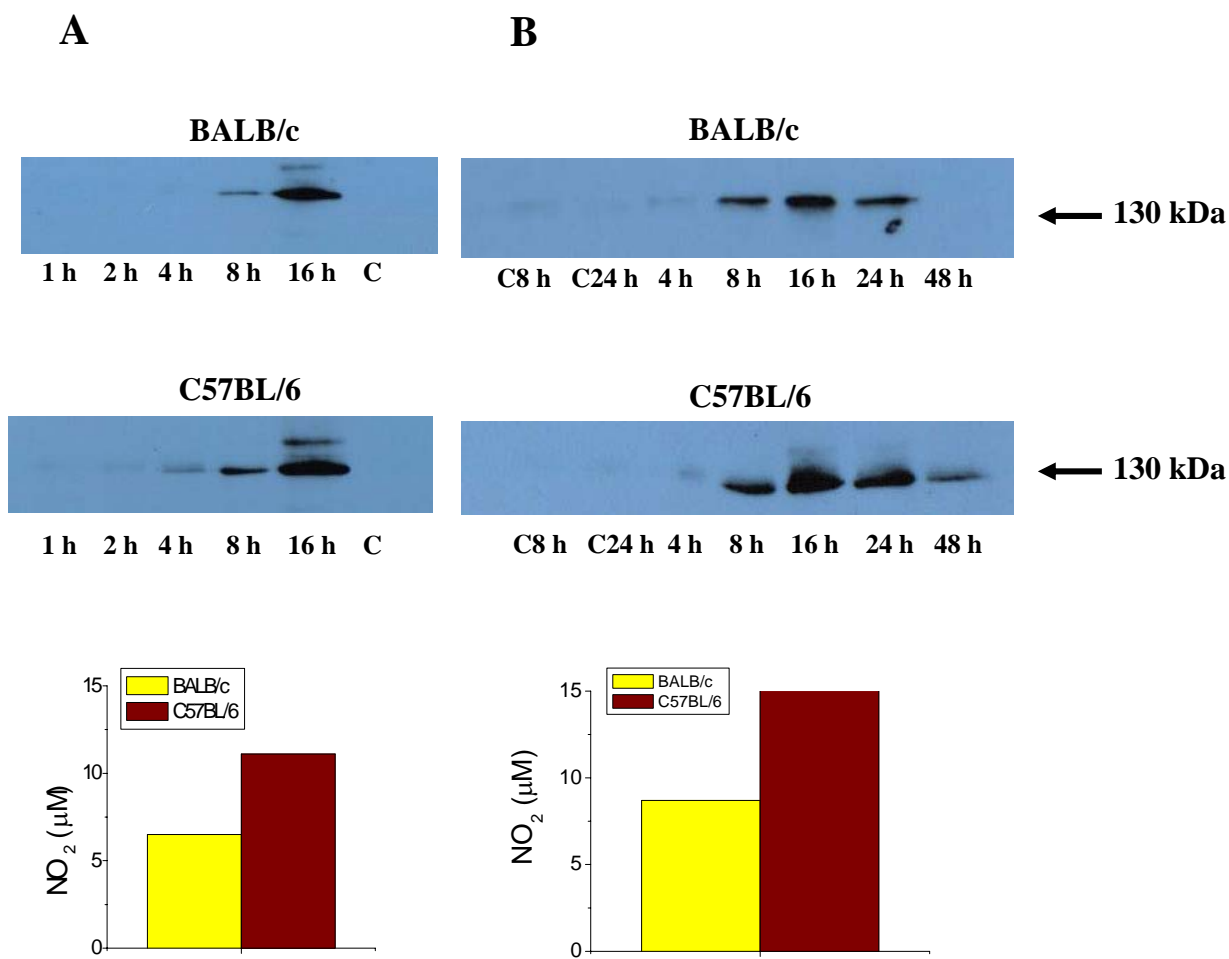 A
B
BALB/c
BALB/c
130 kDa
1 h 2 h 4 h 8 h 16 h C
C8 h C24 h 4 h 8 h 16 h 24 h 48 h
C57BL/6
C57BL/6
130 kDa
1 h 2 h 4 h 8 h 16 h C
C8 h C24 h 4 h 8 h 16 h 24 h 48 h
15
10
5
0
NO2 (µM)
BALB/c
C57BL/6
15
10
5
0
NO2 (µM)
BALB/c
C57BL/6